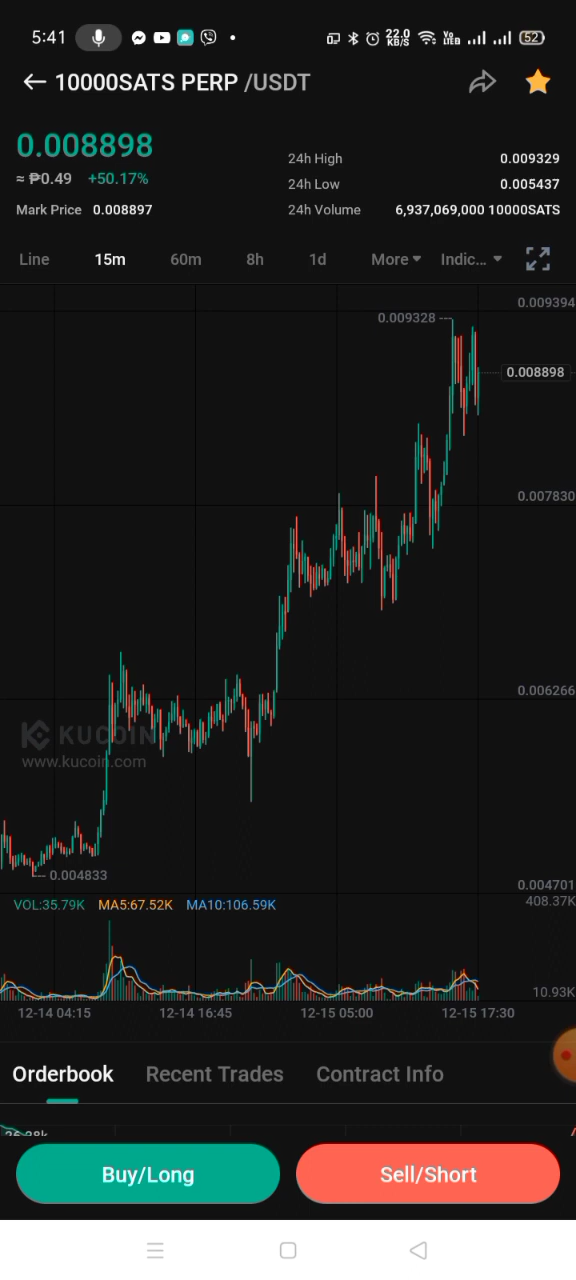 5:41
22.0
KB/S
Vo
LTE
52
10000SATS PERP /USDT
0.008898
≈ ₱0.49 +50.17%
Mark Price 0.008897
24h High 0.009329
24h Low 0.005437
24h Volume 6,937,069,000 10000SATS
Line 15m 60m 8h 1d More Indic...
0.009394
0.009328
0.008898
0.007830
0.006266
KUCOIN
www.kucoin.com
0.004833
0.004701
VOL:35.79K MA5:67.52K MA10:106.59K
408.37K
10.93K
12-14 04:15 12-14 16:45 12-15 05:00 12-15 17:30
Orderbook Recent Trades Contract Info
Buy/Long Sell/Short